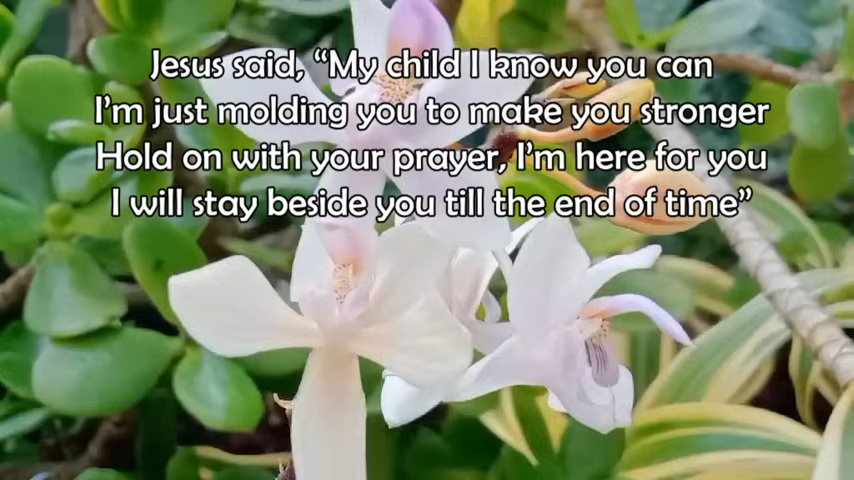 Jesus said, “My child I know you can
I’m just molding you to make you stronger
Hold on with your prayer, I’m here for you
I will stay beside you till the end of time”